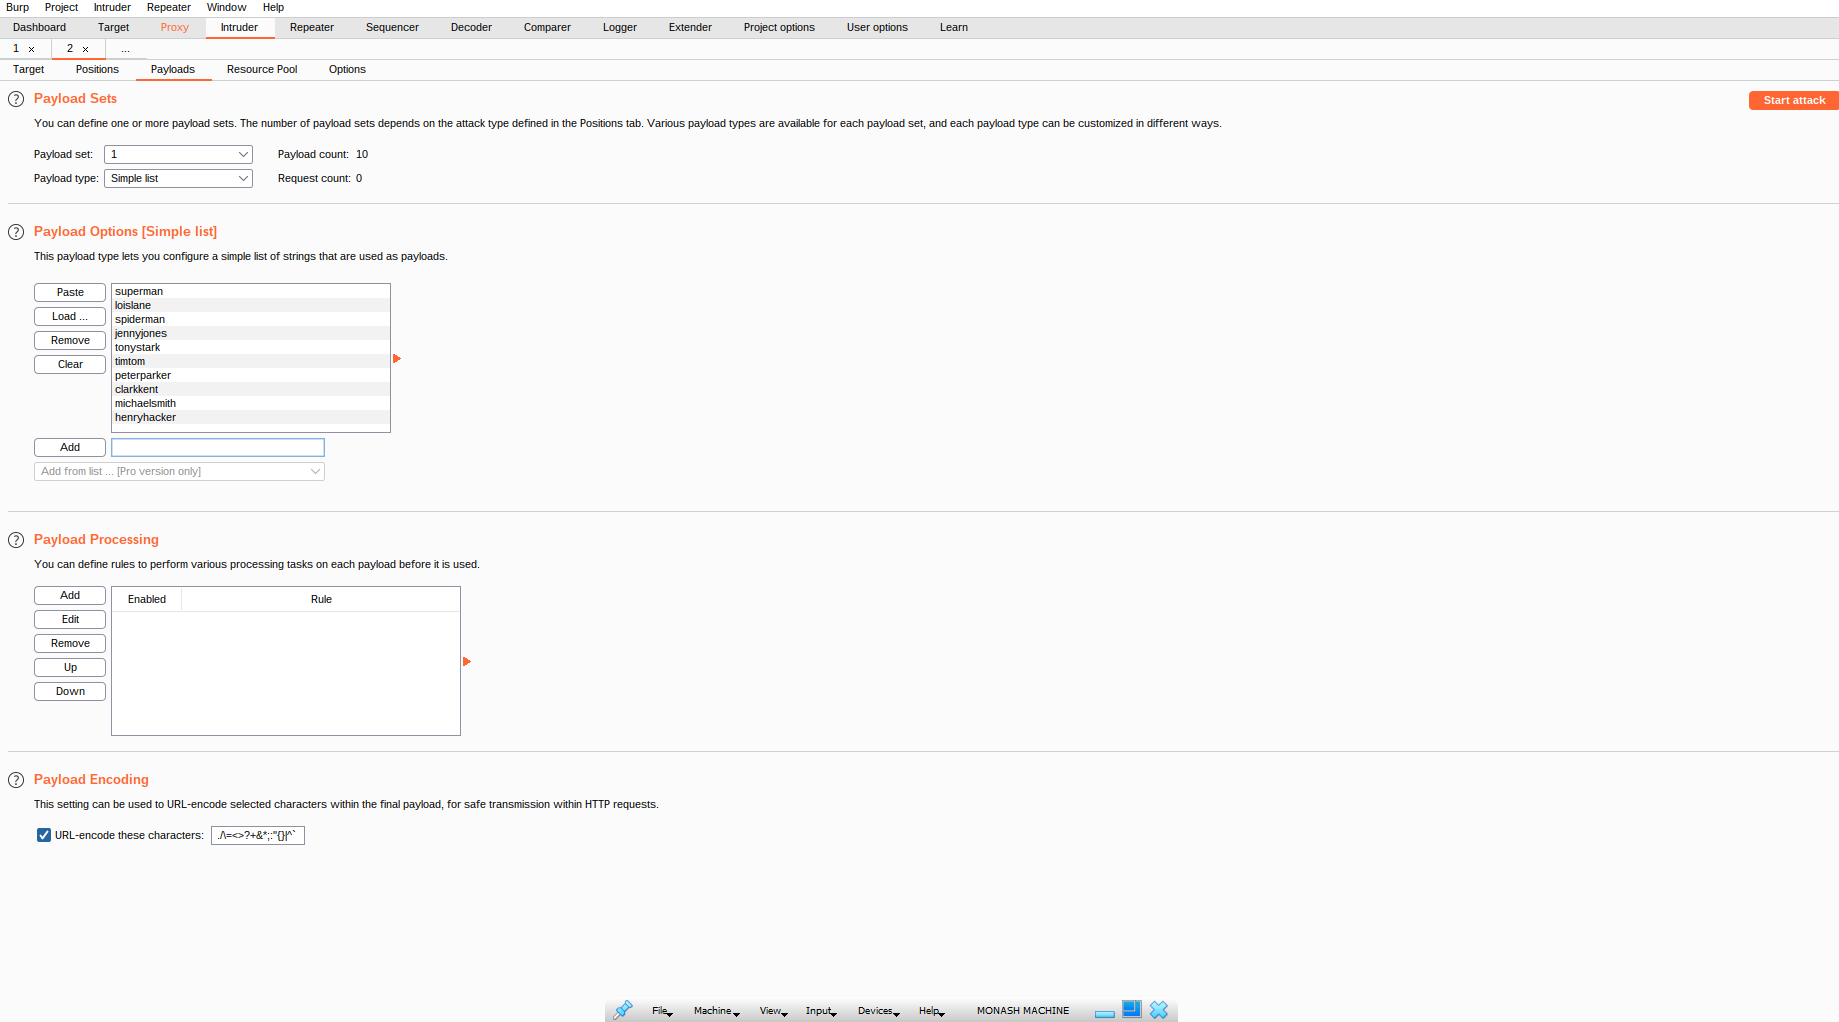 Burp Project Intruder Repeater Window Help
Dashboard Target Proxy Intruder Repeater Sequencer Decoder Comparer Logger Extender Project options User options Learn
1 × 2 × ...
Target Positions Payloads Resource Pool Options
? Payload Sets
Start attack
You can define one or more payload sets. The number of payload sets depends on the attack type defined in the Positions tab. Various payload types are available for each payload set, and each payload type can be customized in different ways.
Payload set: 1 Payload count: 10
Payload type: Simple list Request count: 0
? Payload Options [Simple list]
This payload type lets you configure a simple list of strings that are used as payloads.
Paste
Load ...
Remove
Clear
superman
loislane
spiderman
jennyjones
tonystark
timtom
peterparker
clarkkent
michaelsmith
henryhacker
Add
Add from list ... [Pro version only]
? Payload Processing
You can define rules to perform various processing tasks on each payload before it is used.
Add
Edit
Remove
Up
Down
Enabled Rule
? Payload Encoding
This setting can be used to URL-encode selected characters within the final payload, for safe transmission within HTTP requests.
URL-encode these characters: ./\=<>?+&*;:"{}|^`
File Machine View Input Devices Help MONASH MACHINE